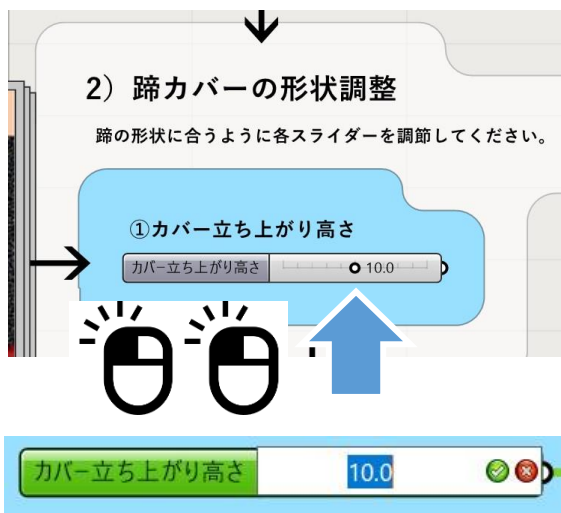 2）蹄カバーの形状調整
蹄の形状に合うように各スライダーを調節してください。
①カバー立ち上がり高さ
カバー立ち上がり高さ 10.0
カバー立ち上がり高さ 10.0